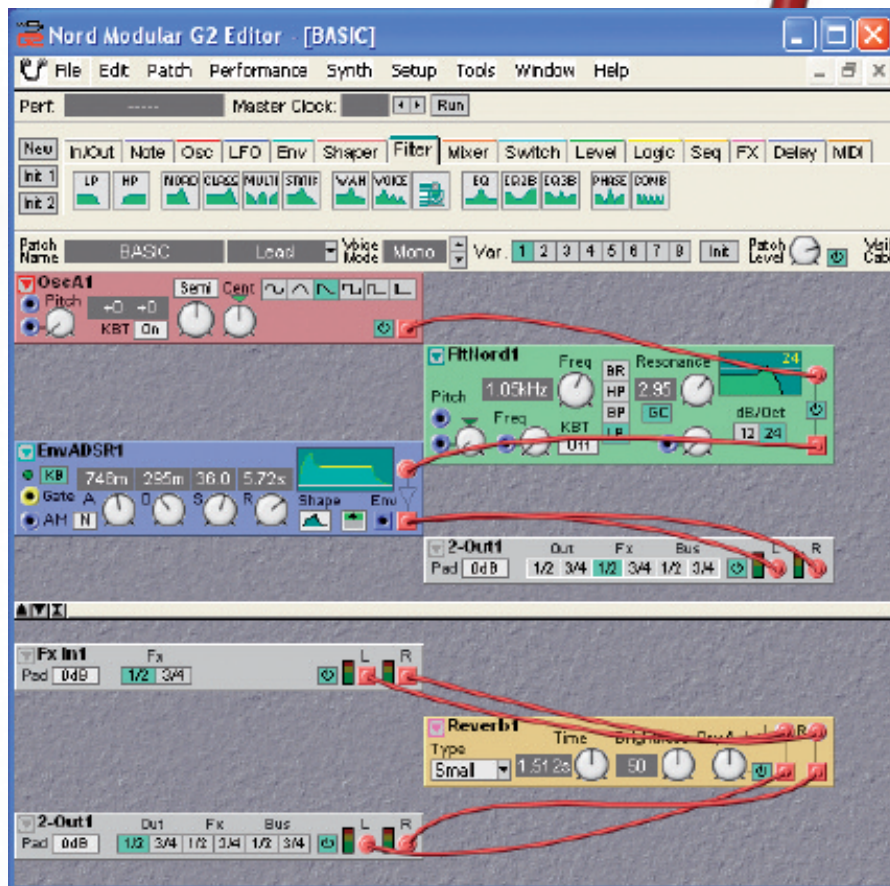 Nord Modular G2 Editor - [BASIC]
File Edit Patch Performance Synth Setup Tools Window Help
Perf: ----- Master Clock: Run
New In/Out Note Osc LFO Env Shaper Filter Mixer Switch Level Logic Seq FX Delay MIDI
Init 1 LP HP NORD CLASS MULTI STATIC WAH VOICE EQ EQ2B EQ3B PHASE COMB
Init 2
Patch Name BASIC Lead Voice Mode Mono Var. 1 2 3 4 5 6 7 8 Init Patch Level
OscA1
Pitch +0 +0 Semi Cent
KBT On
FltNord1 Freq Resonance 24
Pitch 1.05kHz BR HP BP LP 2.95 GC dB/Oct
Freq KBT Off 12 24
EnvADSR1
KB 748m 295m 36.0 5.72s
Gate A D S R Shape Env
AM N
2-Out1 Out Fx Bus L R
Pad 0dB 1/2 3/4 1/2 3/4 1/2 3/4
Fx In1 Fx L R
Pad 0dB 1/2 3/4
Reverb1 R
Type Time Brightness
Small 1.512s 50
2-Out1 Out Fx Bus L R
Pad 0dB 1/2 3/4 1/2 3/4 1/2 3/4